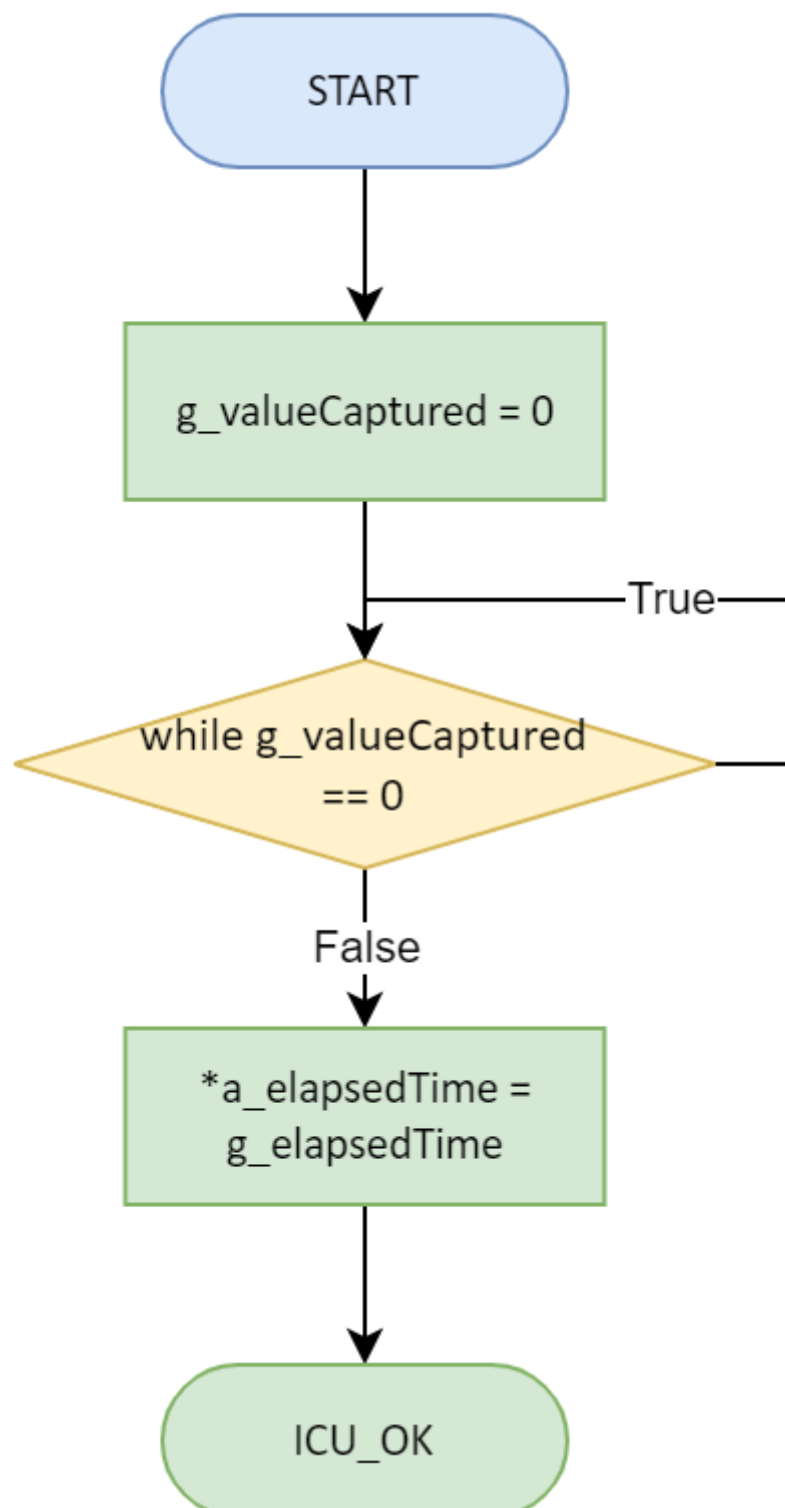 START
g_valueCaptured = 0
True
while g_valueCaptured
== 0
False
*a_elapsedTime =
g_elapsedTime
ICU_OK